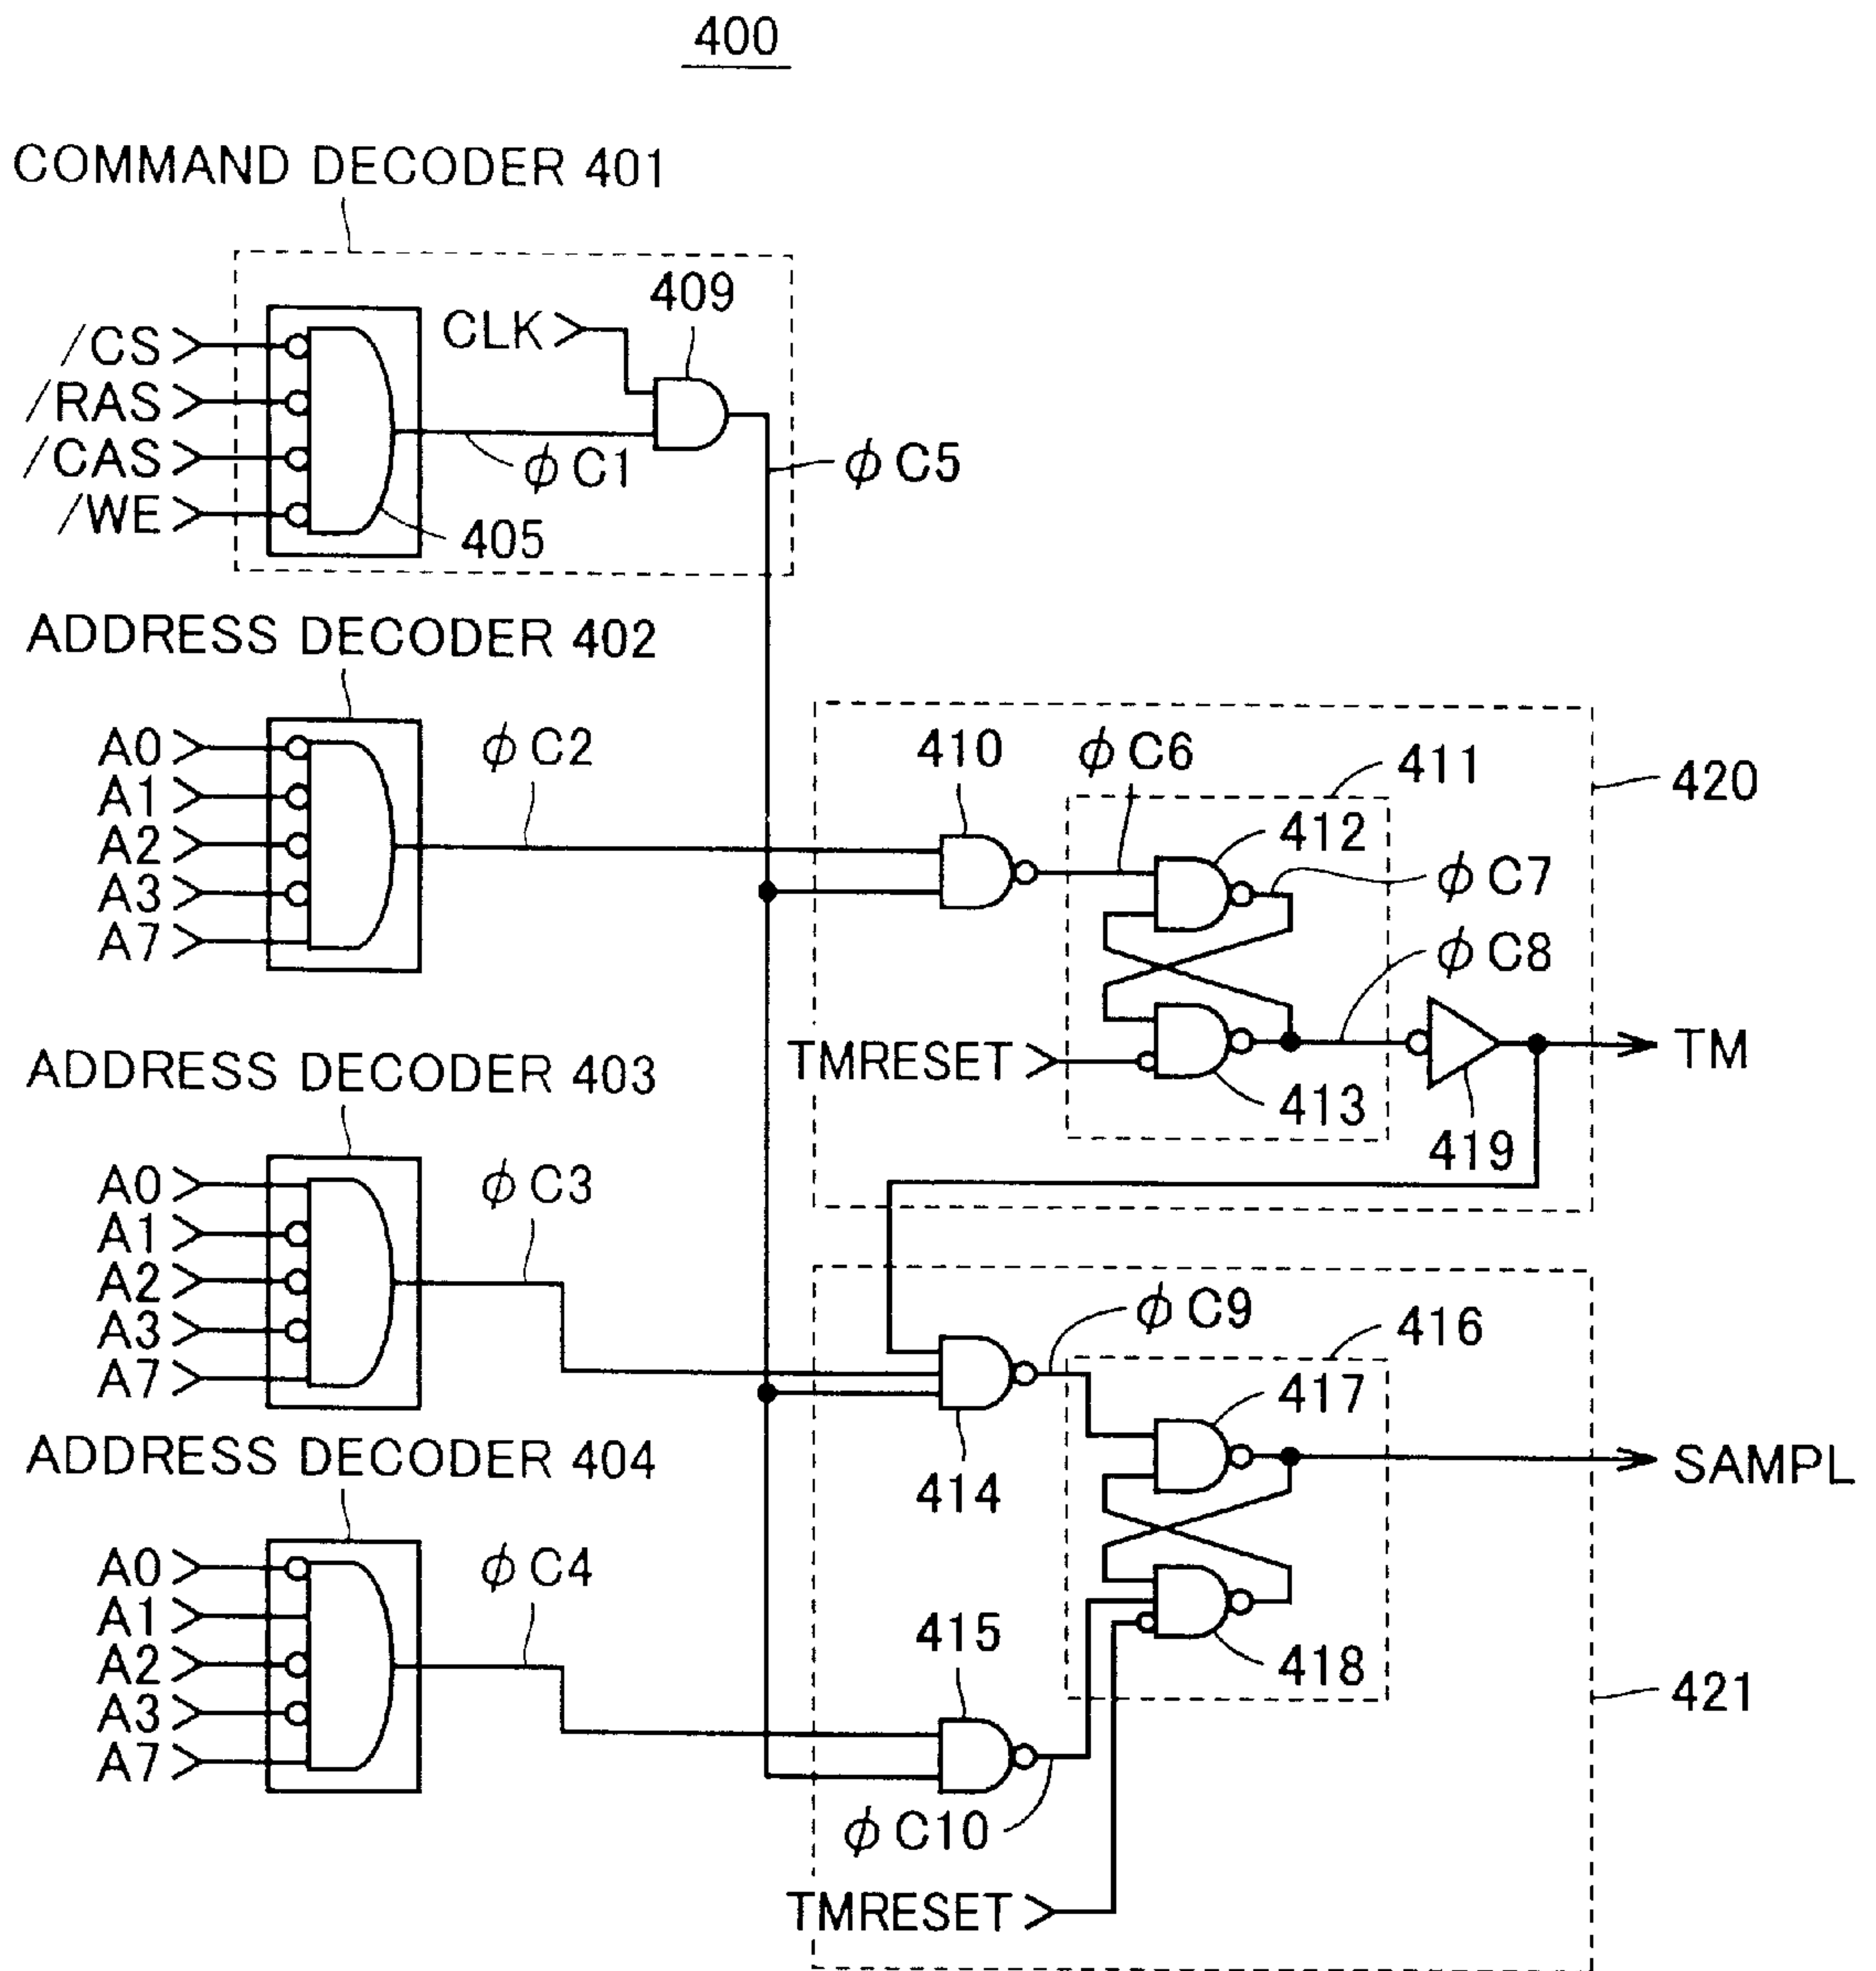 400
COMMAND DECODER 401
409
CLK
/CS
/RAS
/CAS
/WE
φC1
φC5
405
ADDRESS DECODER 402
A0
A1
A2
A3
A7
φC2
410
φC6
411
420
412
φC7
φC8
TMRESET
413
419
TM
ADDRESS DECODER 403
A0
A1
A2
A3
A7
φC3
φC9
416
417
414
SAMPL
ADDRESS DECODER 404
A0
A1
A2
A3
A7
φC4
415
418
421
φC10
TMRESET